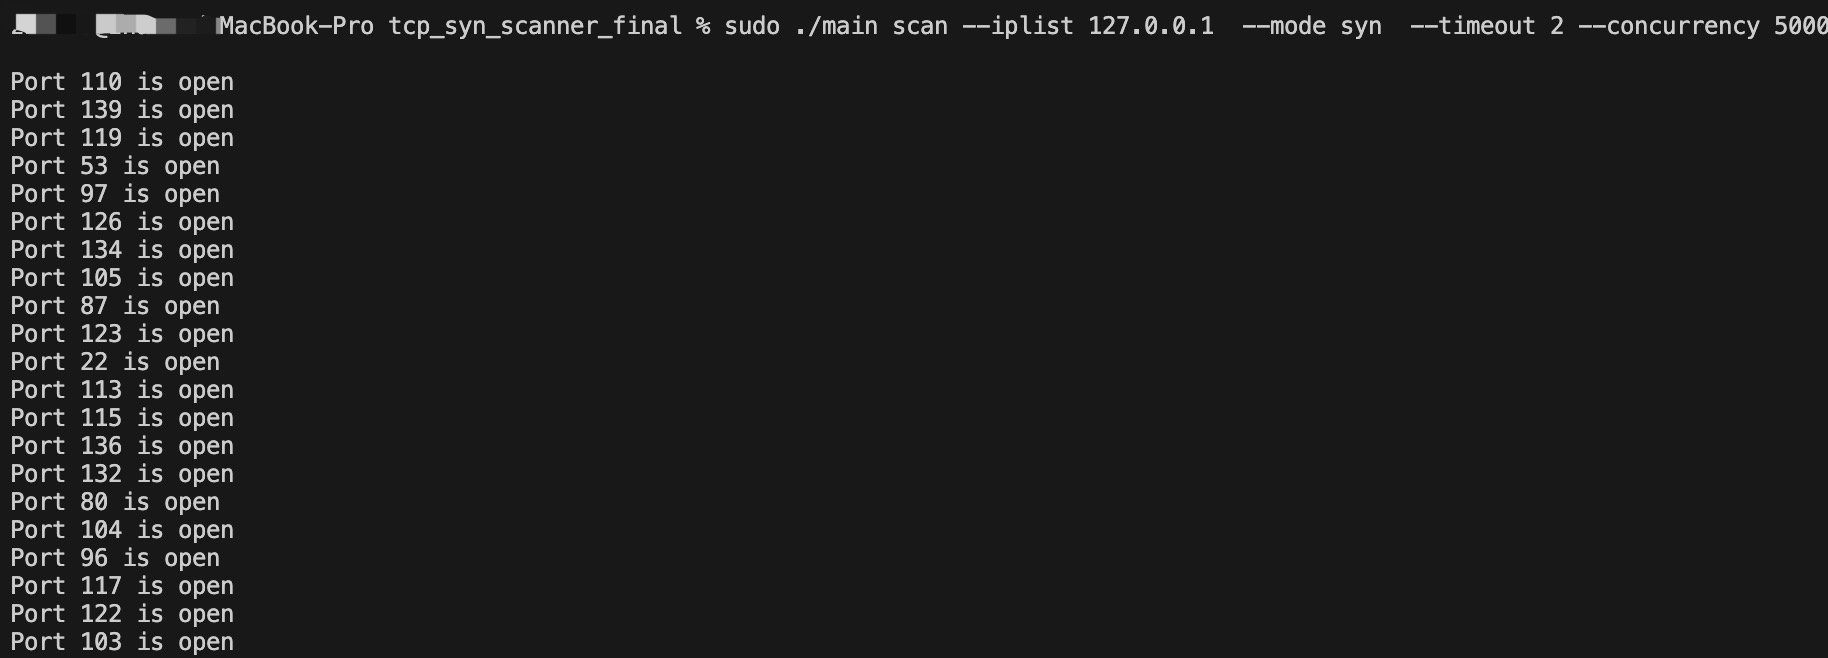 MacBook-Pro tcp_syn_scanner_final % sudo ./main scan --iplist 127.0.0.1  --mode syn  --timeout 2 --concurrency 5000
Port 110 is open
Port 139 is open
Port 119 is open
Port 53 is open
Port 97 is open
Port 126 is open
Port 134 is open
Port 105 is open
Port 87 is open
Port 123 is open
Port 22 is open
Port 113 is open
Port 115 is open
Port 136 is open
Port 132 is open
Port 80 is open
Port 104 is open
Port 96 is open
Port 117 is open
Port 122 is open
Port 103 is open